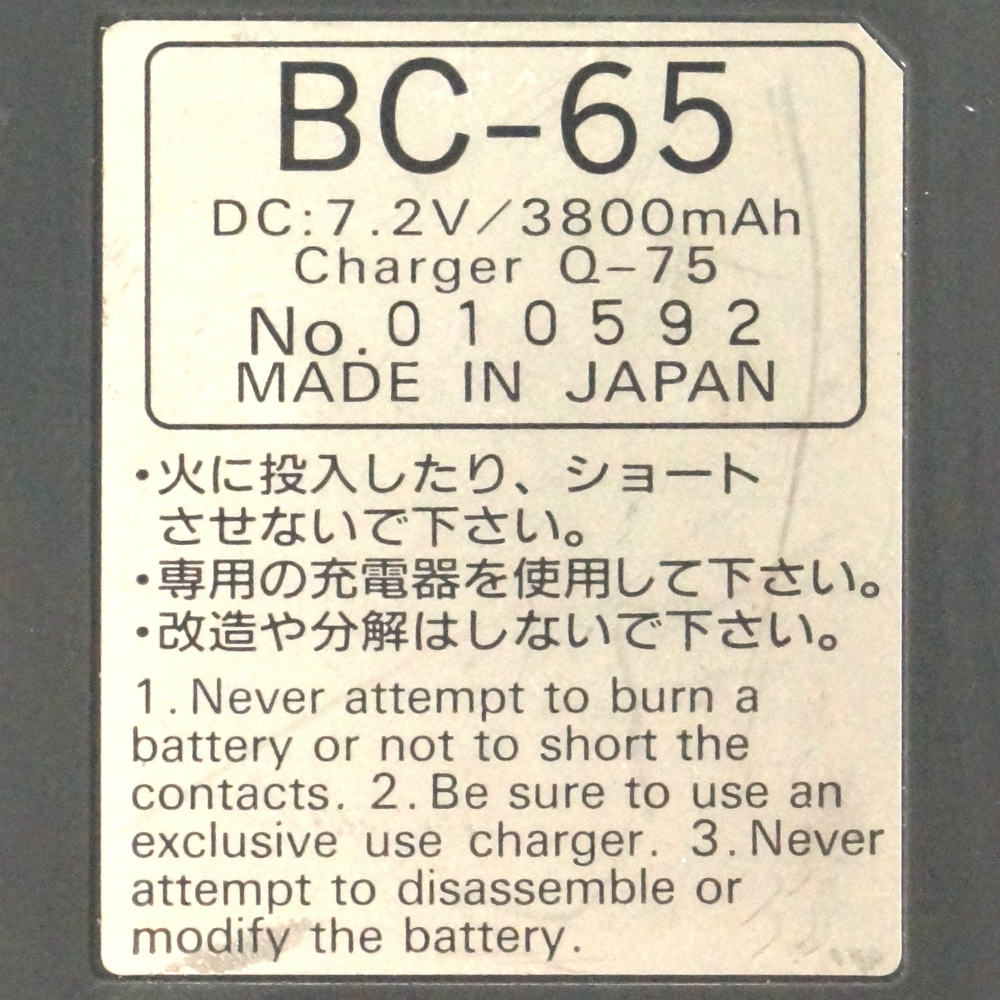 BC-65
DC:7.2V/3800mAh
Charger Q-75
No.010592
MADE IN JAPAN
・火に投入したり、ショート
させないで下さい。
・専用の充電器を使用して下さい。
・改造や分解はしないで下さい。
1.Never attempt to burn a
battery or not to short the
contacts. 2.Be sure to use an
exclusive use charger. 3.Never
attempt to disassemble or
modify the battery.